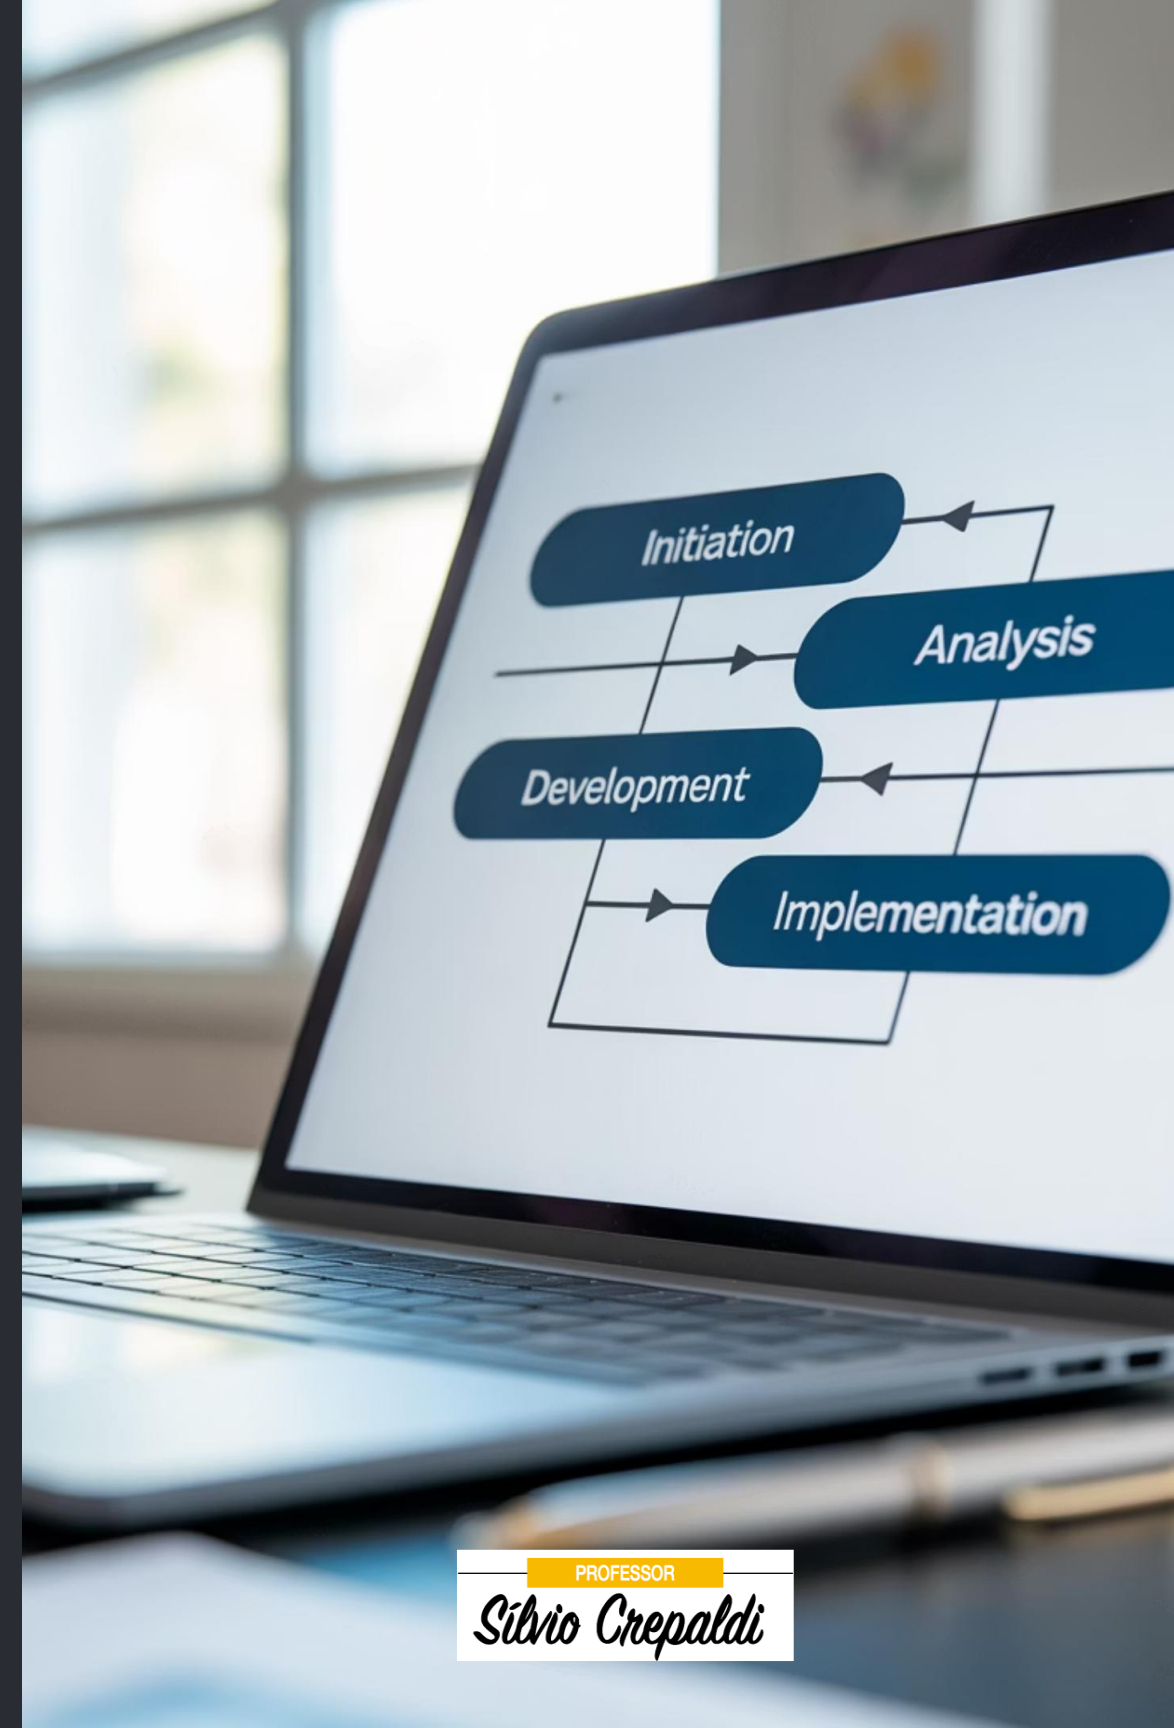 Initiation
Analysis
Development
Implementation
PROFESSOR
Sílvio Crepaldi